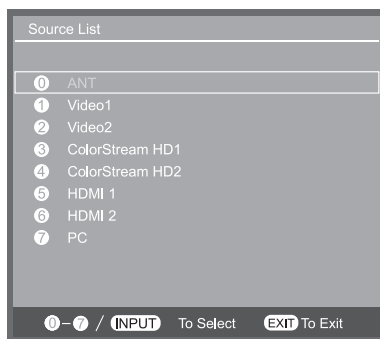 Source List
0 ANT
1 Video1
2 Video2
3 ColorStream HD1
4 ColorStream HD2
5 HDMI 1
6 HDMI 2
7 PC
0–7 / INPUT To Select EXIT To Exit